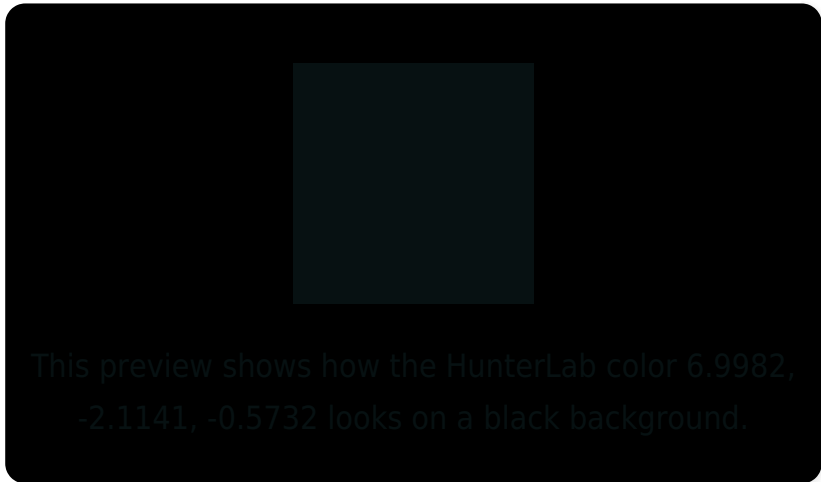 This preview shows how the HunterLab color 6.9982,
-2.1141, -0.5732 looks on a black background.